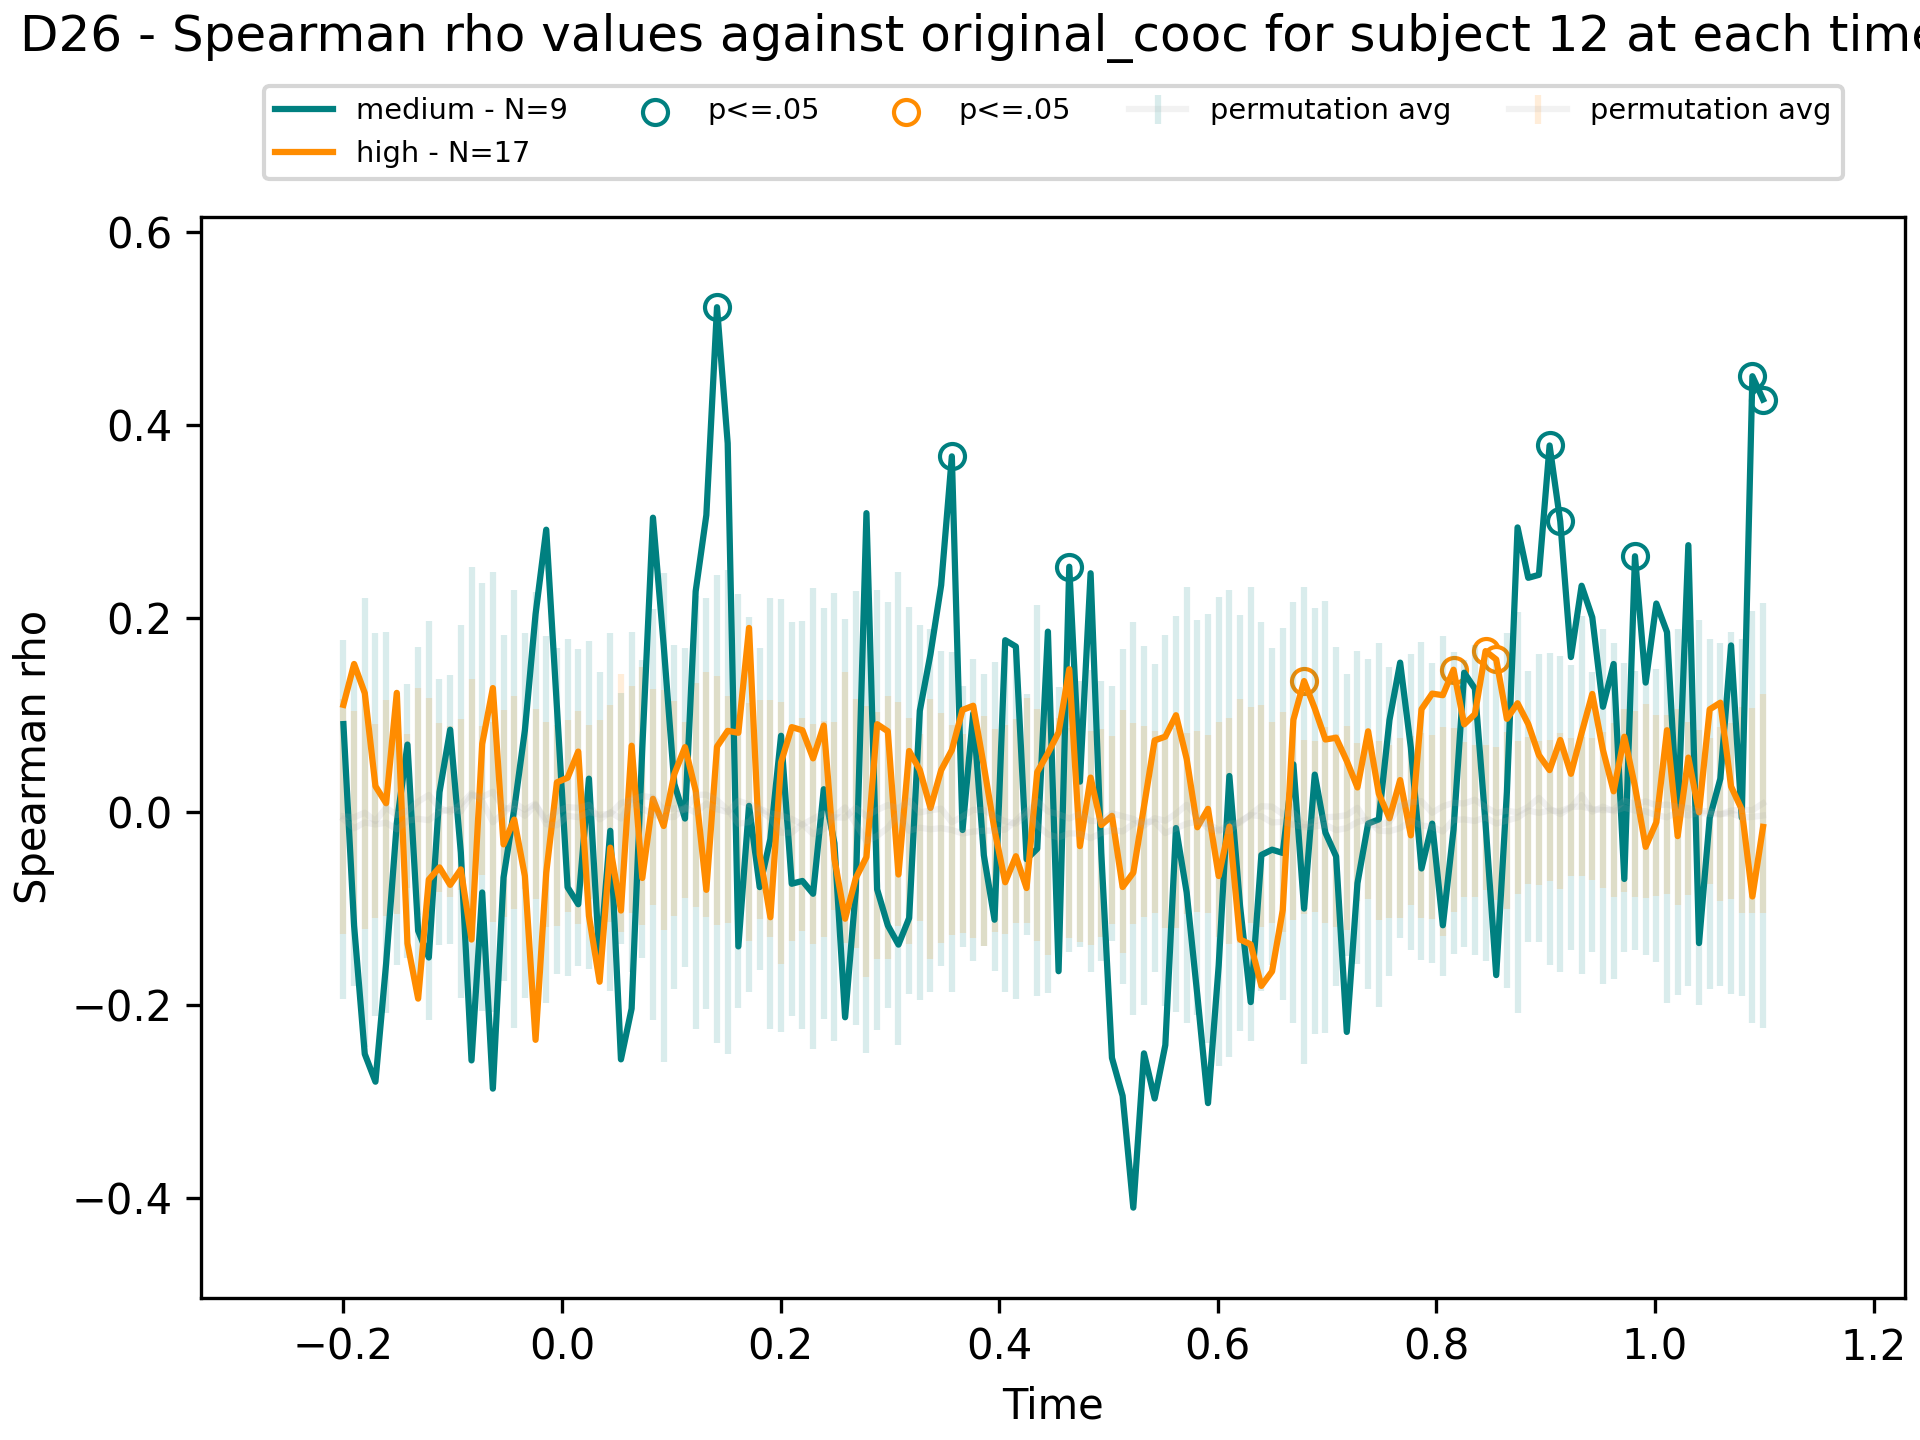 D26 - Spearman rho values against original_cooc for subject 12 at each time
medium - N=9 p<=.05 p<=.05 permutation avg permutation avg
high - N=17
0.6
0.4
0.2
0.0
−0.2
−0.4
Spearman rho
−0.2 0.0 0.2 0.4 0.6 0.8 1.0 1.2
Time